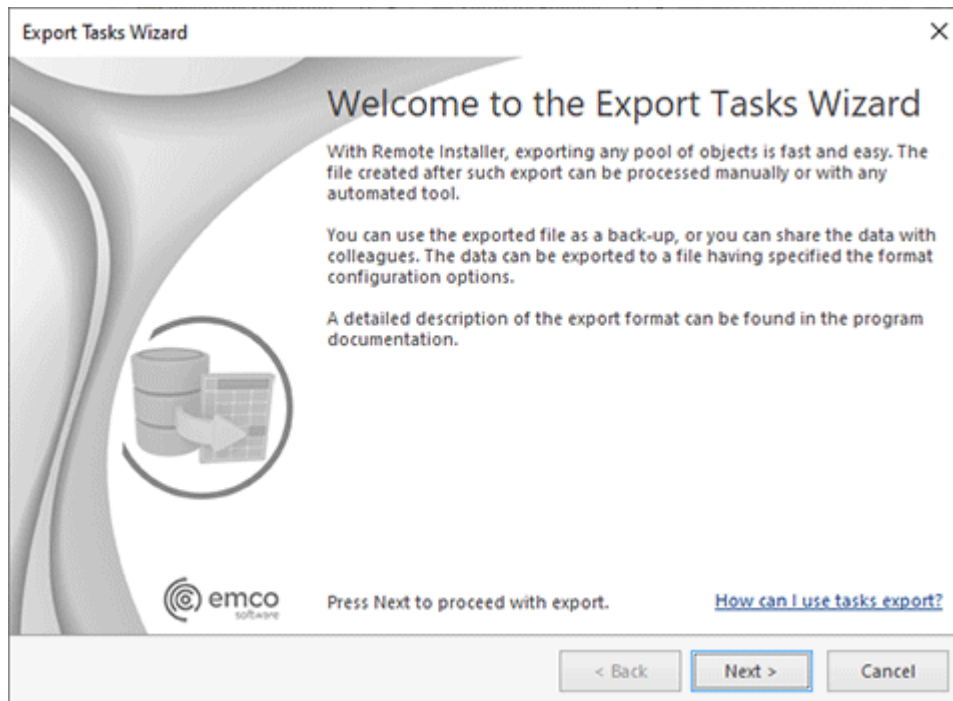 Export Tasks Wizard
Welcome to the Export Tasks Wizard
With Remote Installer, exporting any pool of objects is fast and easy. The
file created after such export can be processed manually or with any
automated tool.
You can use the exported file as a back-up, or you can share the data with
colleagues. The data can be exported to a file having specified the format
configuration options.
A detailed description of the export format can be found in the program
documentation.
emco
software
Press Next to proceed with export.
How can I use tasks export?
< Back
Next >
Cancel